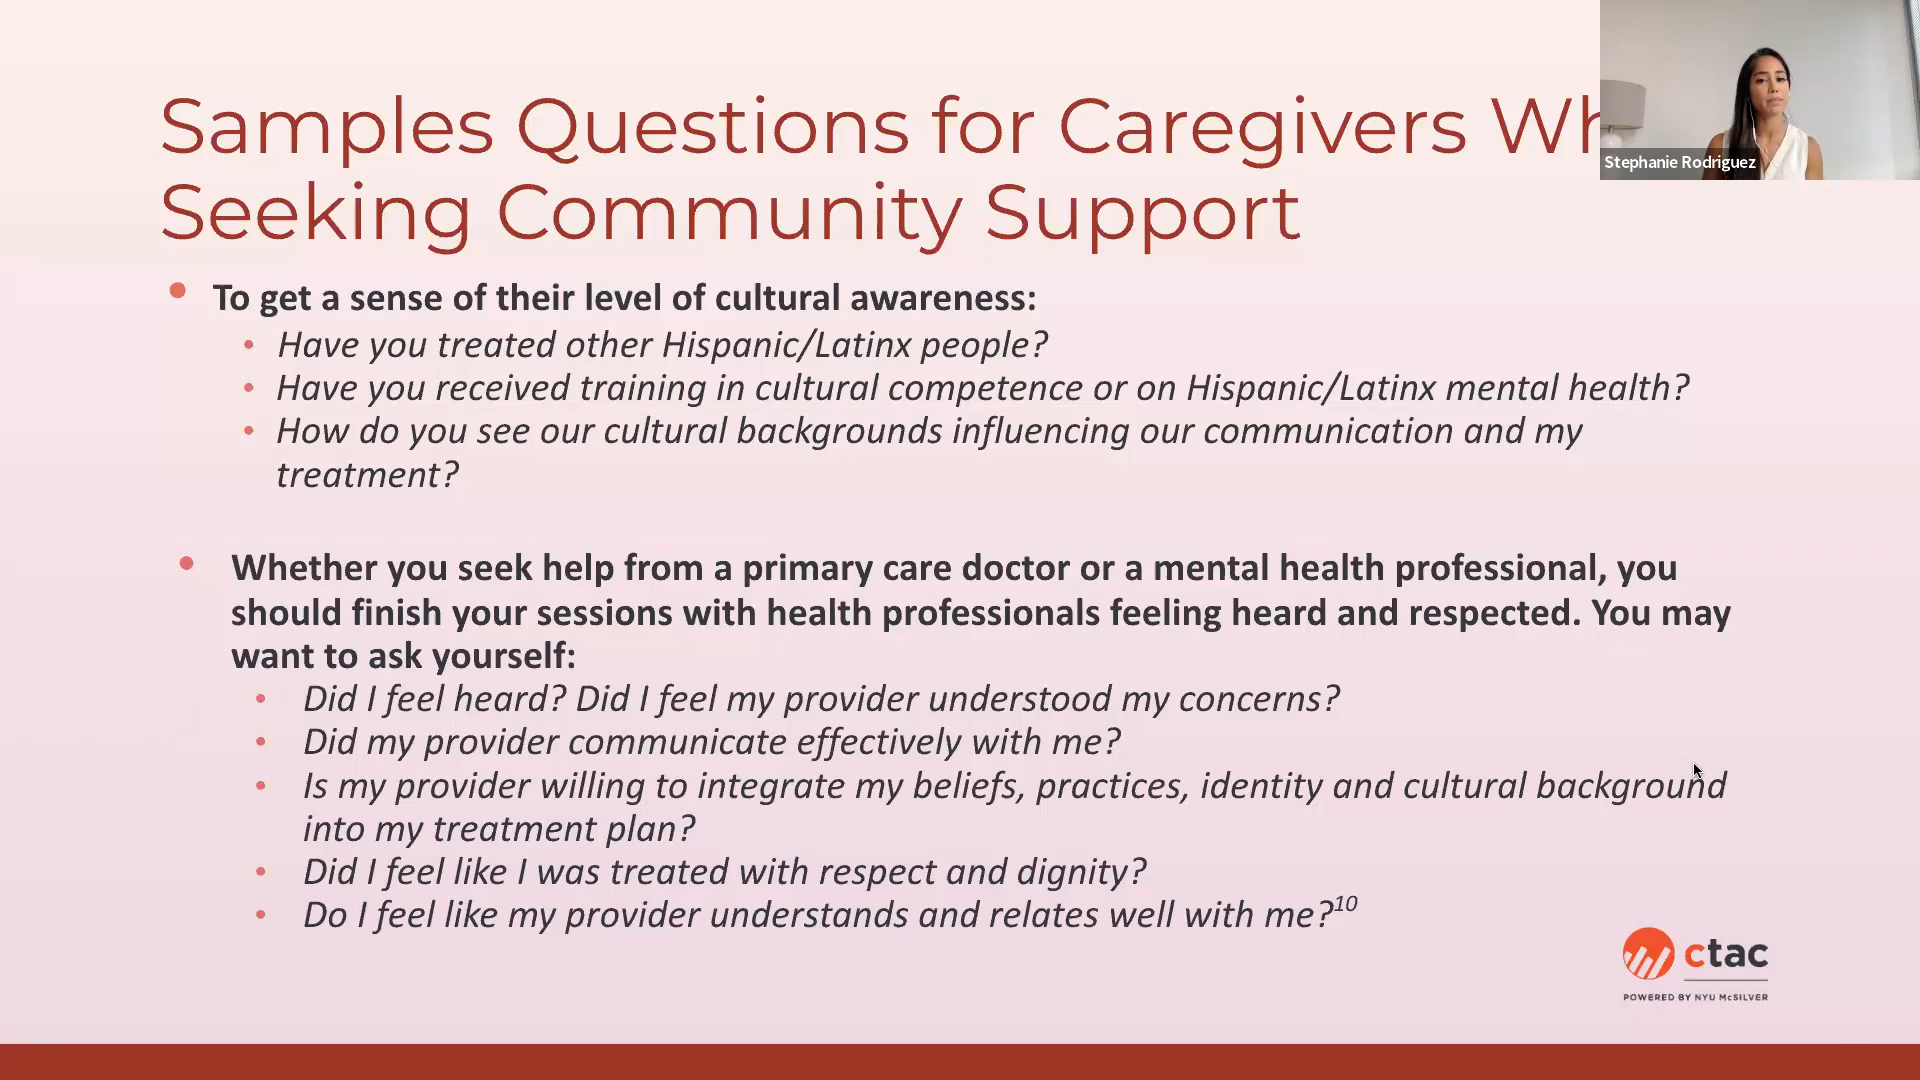 Samples Questions for Caregivers
Seeking Community Support
Stephanie Rodriguez
• To get a sense of their level of cultural awareness:
• Have you treated other Hispanic/Latinx people?
• Have you received training in cultural competence or on Hispanic/Latinx mental health?
• How do you see our cultural backgrounds influencing our communication and my
treatment?
• Whether you seek help from a primary care doctor or a mental health professional, you
should finish your sessions with health professionals feeling heard and respected. You may
want to ask yourself:
• Did I feel heard? Did I feel my provider understood my concerns?
• Did my provider communicate effectively with me?
• Is my provider willing to integrate my beliefs, practices, identity and cultural background
into my treatment plan?
• Did I feel like I was treated with respect and dignity?
• Do I feel like my provider understands and relates well with me?10
ctac
POWERED BY NYU McSILVER